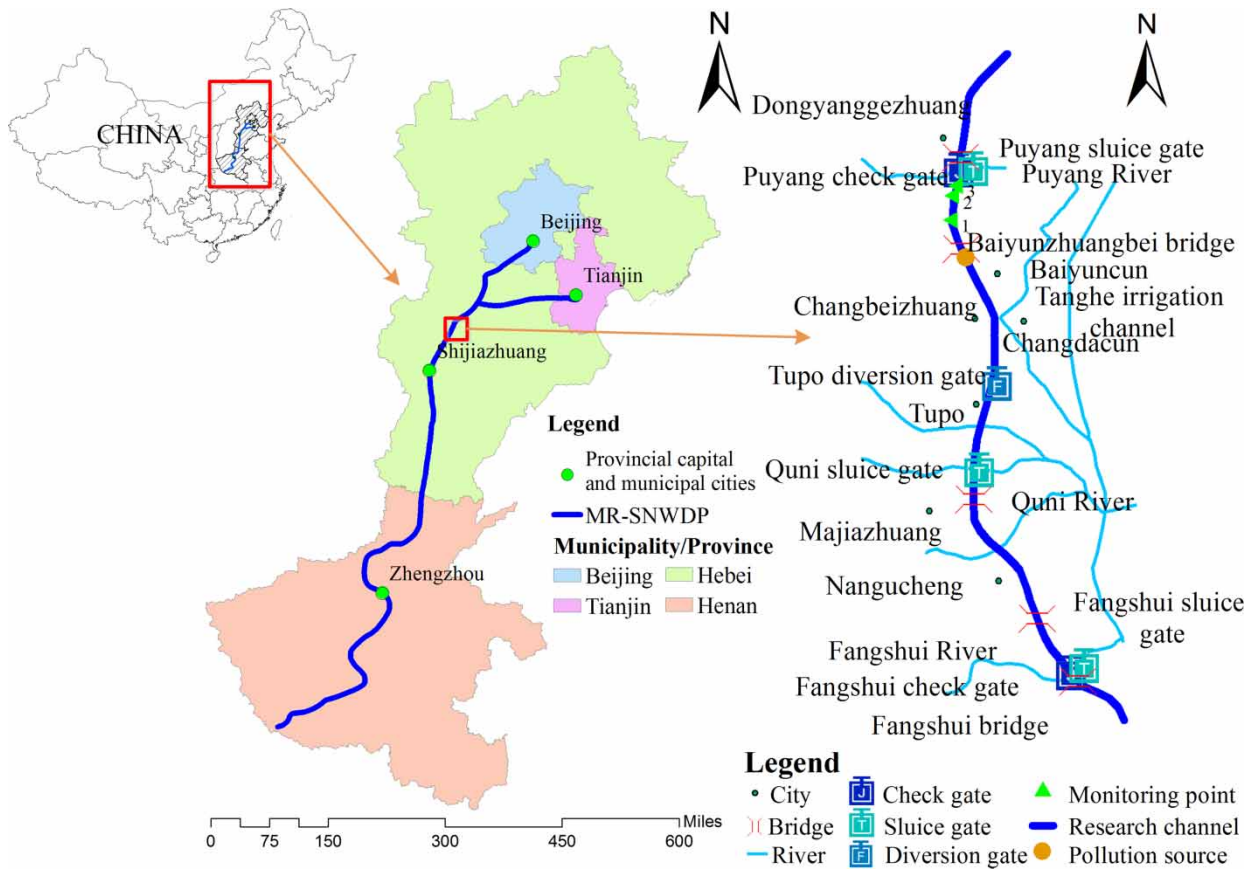 CHINA
N
Beijing
Tianjin
Shijiazhuang
Zhengzhou
Legend
Provincial capital
and municipal cities
MR-SNWDP
Municipality/Province
Beijing
Hebei
Tianjin
Henan
0 75 150 300 450 600
Miles
N
Dongyanggezhuang
Puyang sluice gate
Puyang check gate
Puyang River
3
2
1
Baiyunzhuangbei bridge
Baiyuncun
Changbeizhuang
Tanghe irrigation
channel
Changdacun
Tupo diversion gate
F
Tupo
Quni sluice gate
T
Quni River
Majiazhuang
Nangucheng
Fangshui sluice
gate
Fangshui River
T
Fangshui check gate
Fangshui bridge
Legend
City
J
Check gate
Monitoring point
Bridge
T
Sluice gate
Research channel
River
F
Diversion gate
Pollution source